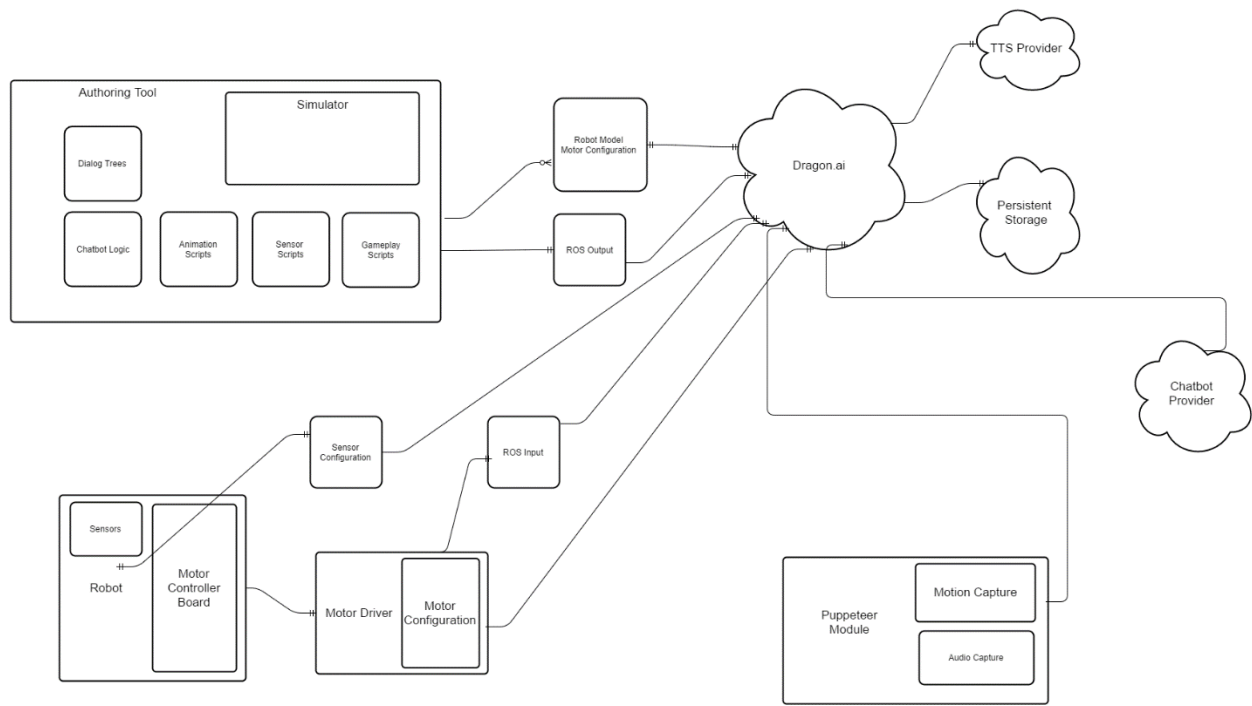 TTS Provider
Authoring Tool
Simulator
Dialog Trees
Robot Model
Motor Configuration
Dragon.ai
Persistent
Storage
Chatbot Logic
Animation
Scripts
Sensor
Scripts
Gameplay
Scripts
ROS Output
Chatbot
Provider
Sensor
Configuration
ROS Input
Sensors
Robot
Motor
Controller
Board
Motor Driver
Motor
Configuration
Puppeteer
Module
Motion Capture
Audio Capture